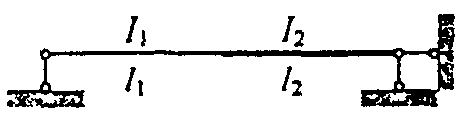 I₁ I₂
l₁ l₂